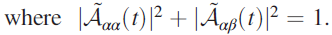 where |Ã_{αα}(t)|² + |Ã_{αβ}(t)|² = 1.